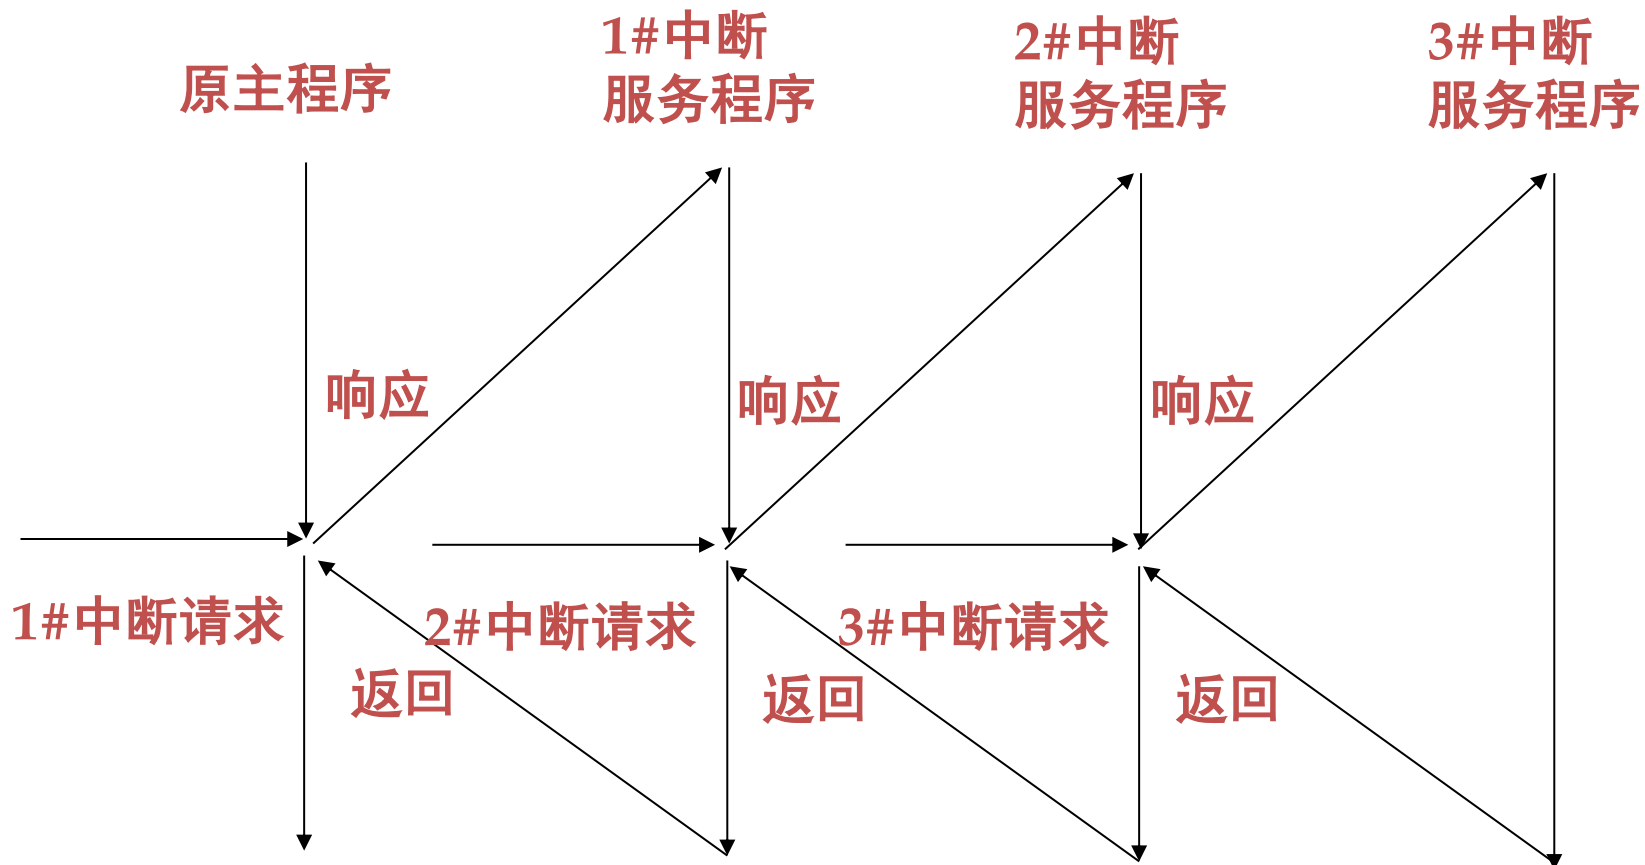 原主程序
1#中断
服务程序
2#中断
服务程序
3#中断
服务程序
响应
响应
响应
1#中断请求
2#中断请求
3#中断请求
返回
返回
返回